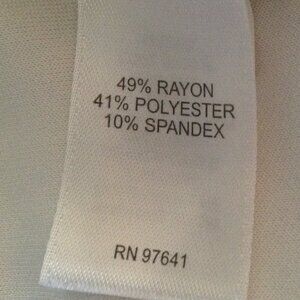 49% RAYON
41% POLYESTER
10% SPANDEX
RN 97641